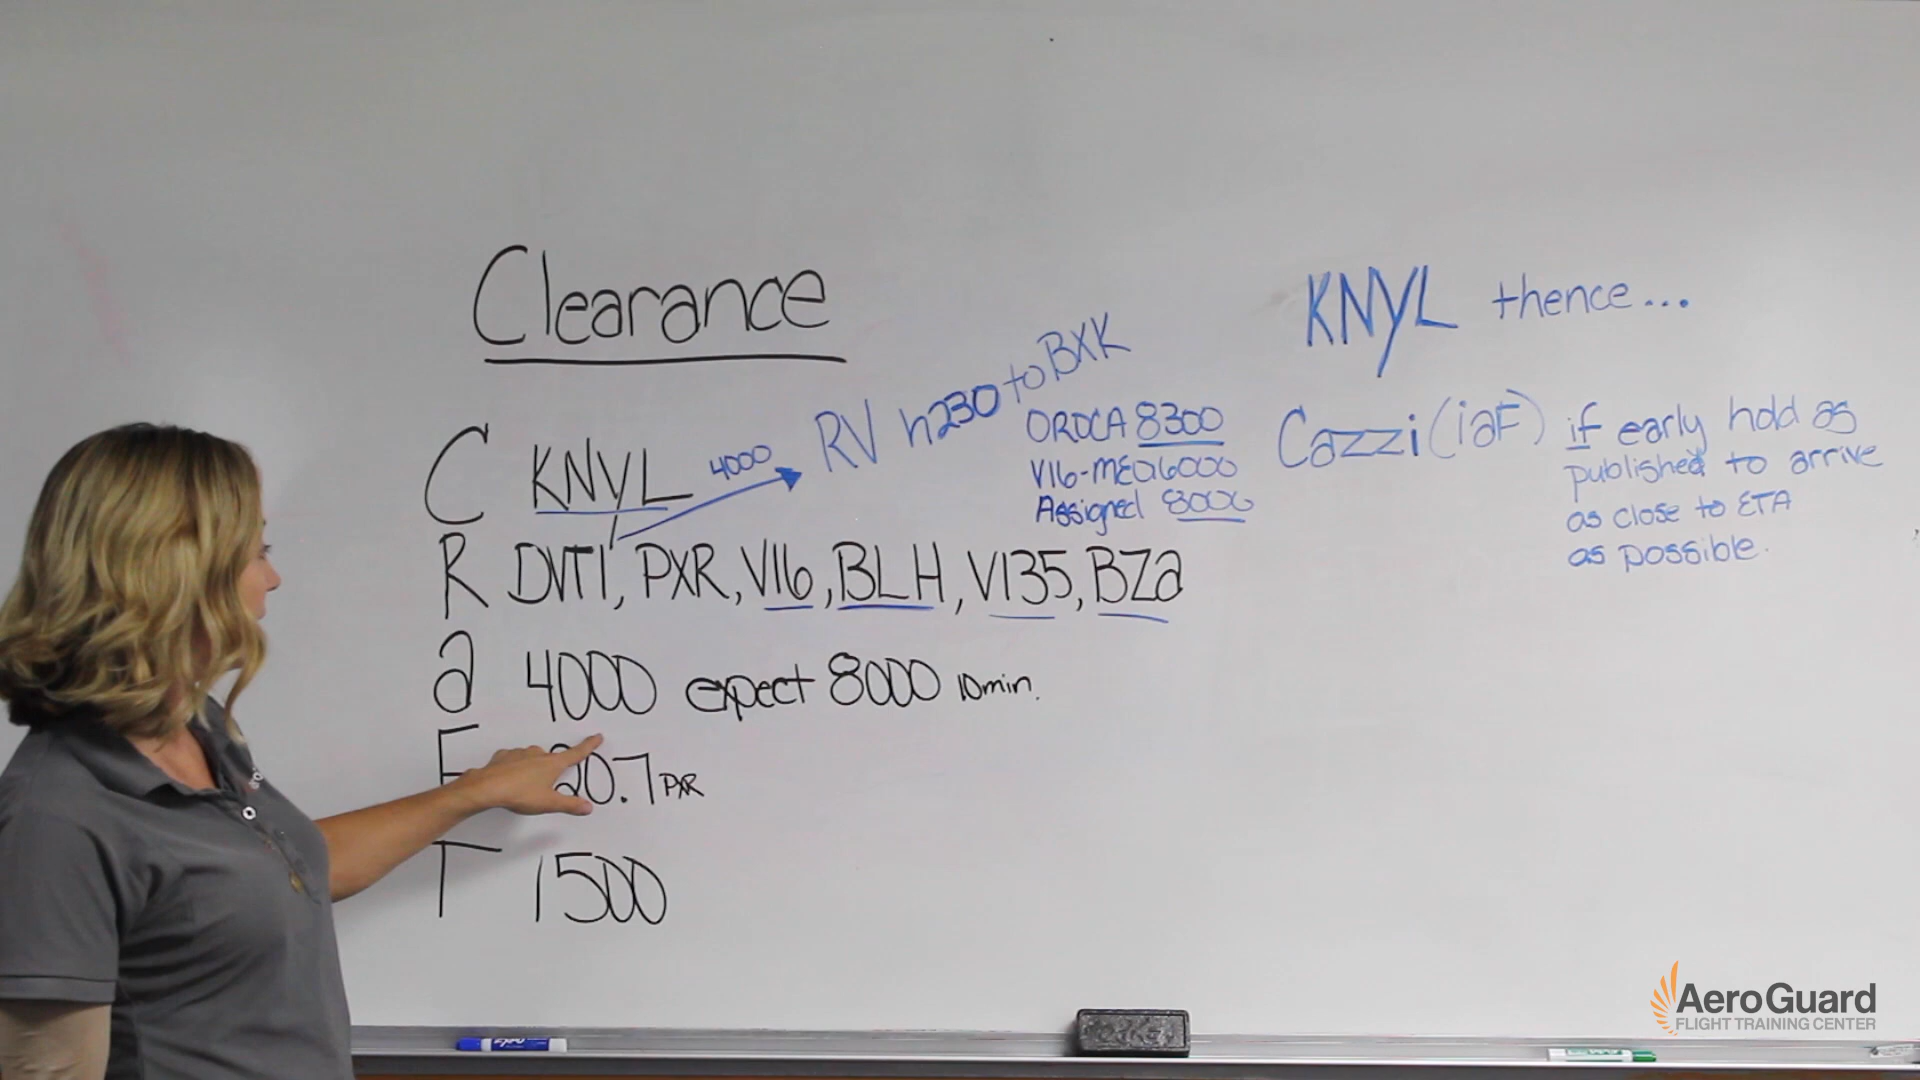 Clearance
C KNYL 4000 RV h230 to BXK
ORDCA 8300
V16-MEA 6000
Assigned 8000
R DVT1, PXR, V16, BLH, V135, BZa
a 4000 expect 8000 10min.
F 20.7 PXR
T 1500
KNYL thence...
Cazzi (iaF) if early hold as
published to arrive
as close to ETA
as possible.
EXPO
AeroGuard
FLIGHT TRAINING CENTER